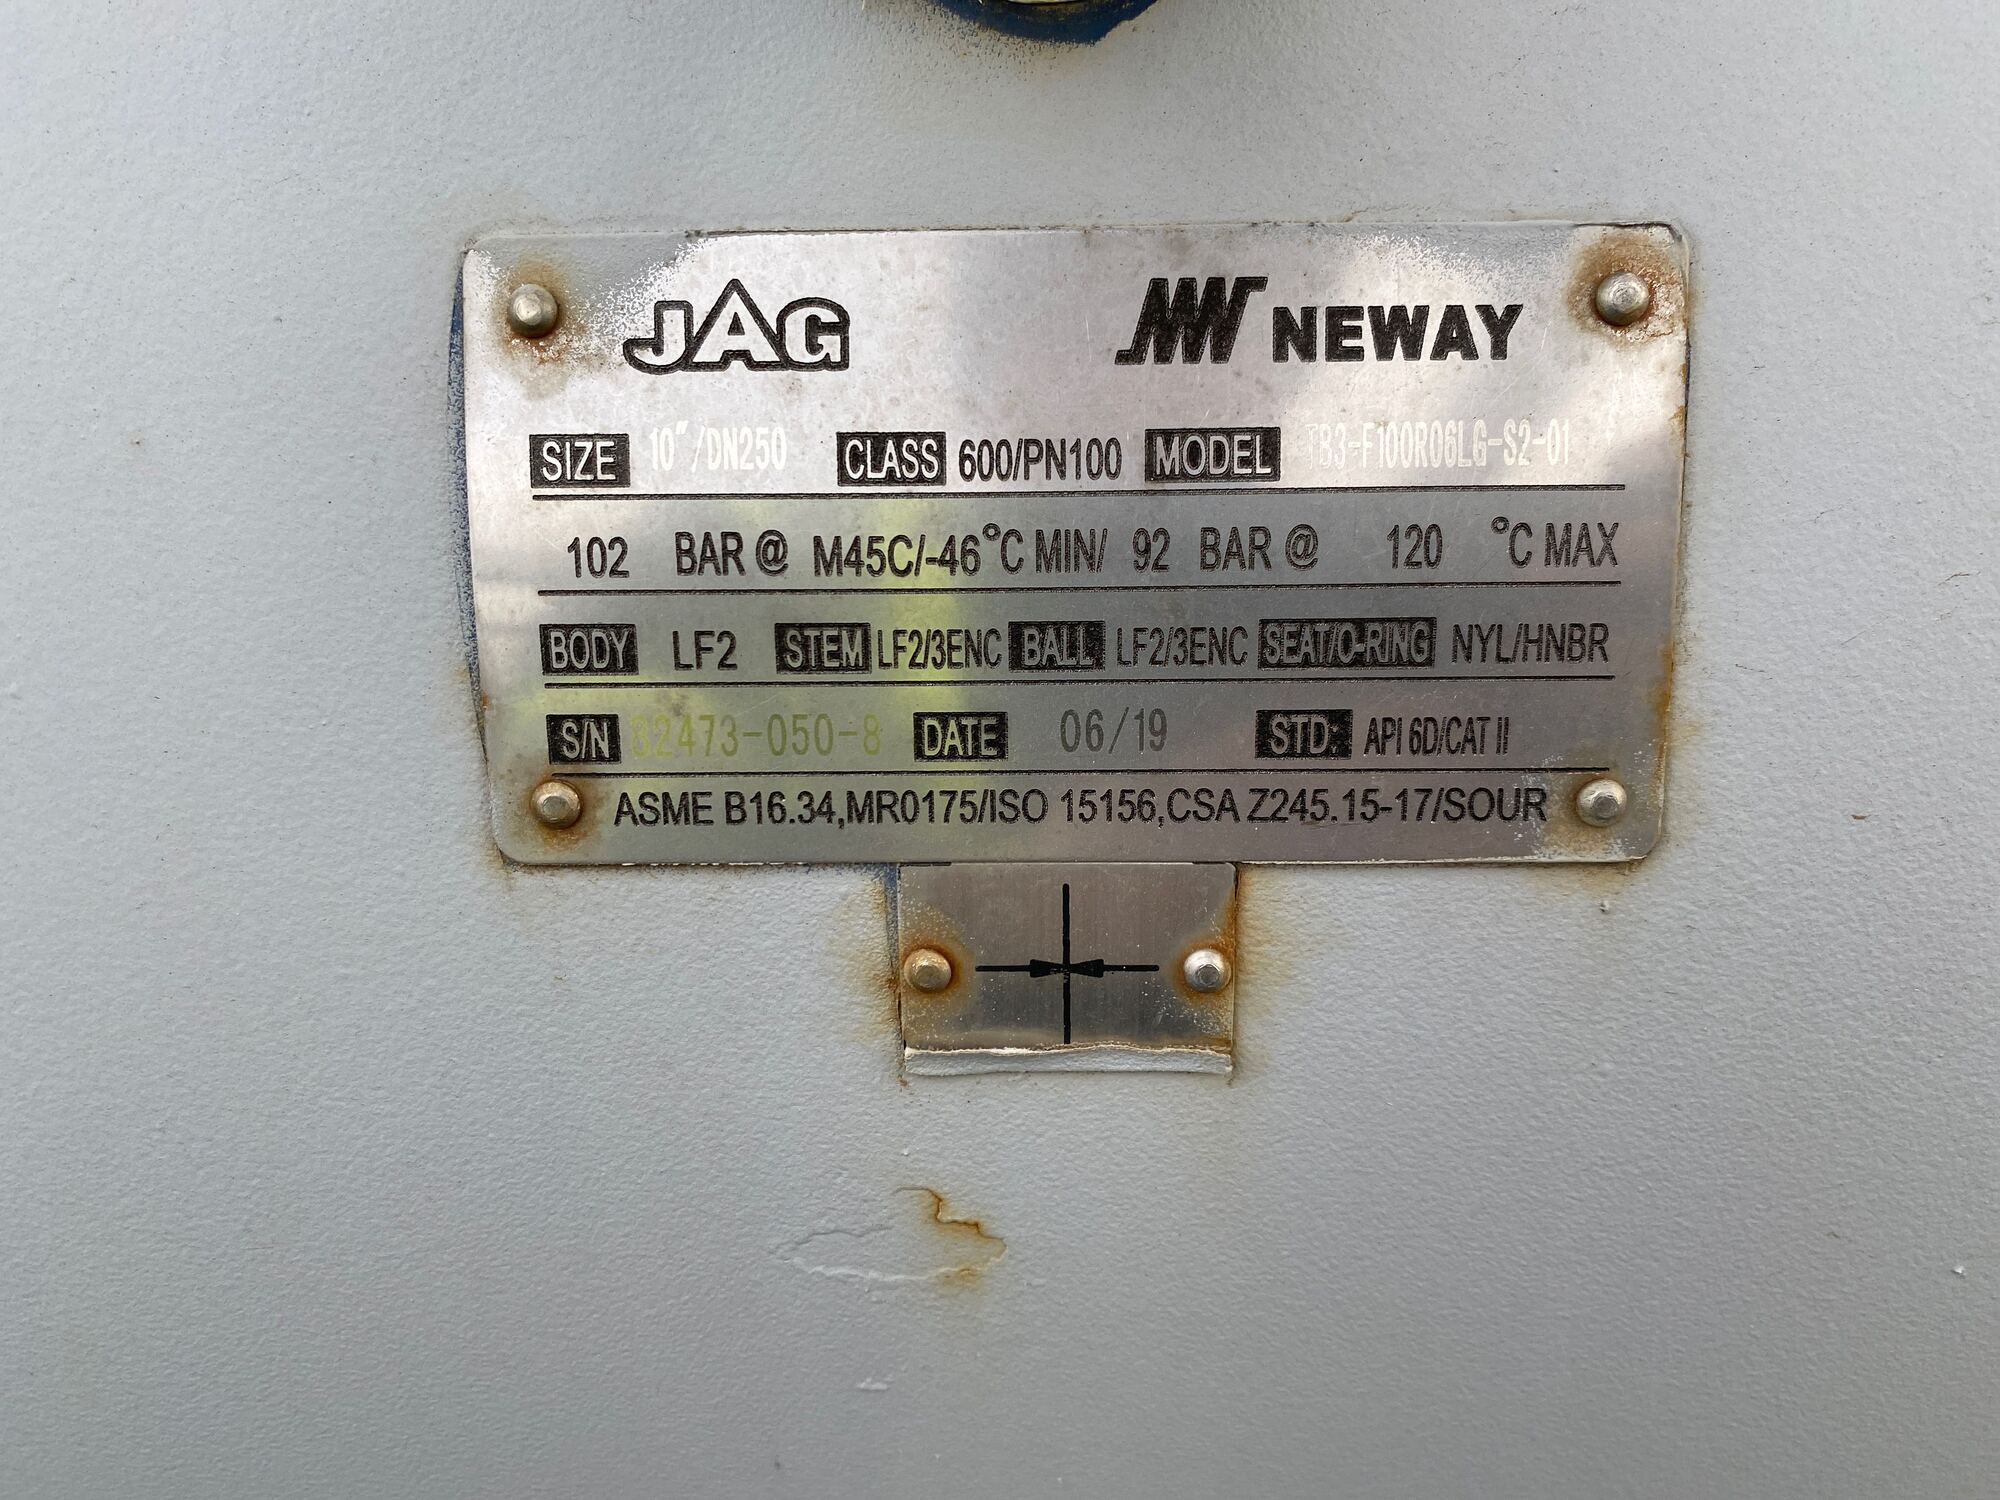 JAG NEWAY
SIZE 10"/DN250 CLASS 600/PN100 MODEL TB3-F100R06LG-S2-01
102 BAR @ M45C/-46°C MIN/ 92 BAR @ 120 °C MAX
BODY LF2 STEM LF2/3ENC BALL LF2/3ENC SEAT/O-RING NYL/HNBR
S/N 32473-050-8 DATE 06/19 STD: API 6D/CAT II
ASME B16.34,MR0175/ISO 15156,CSA Z245.15-17/SOUR